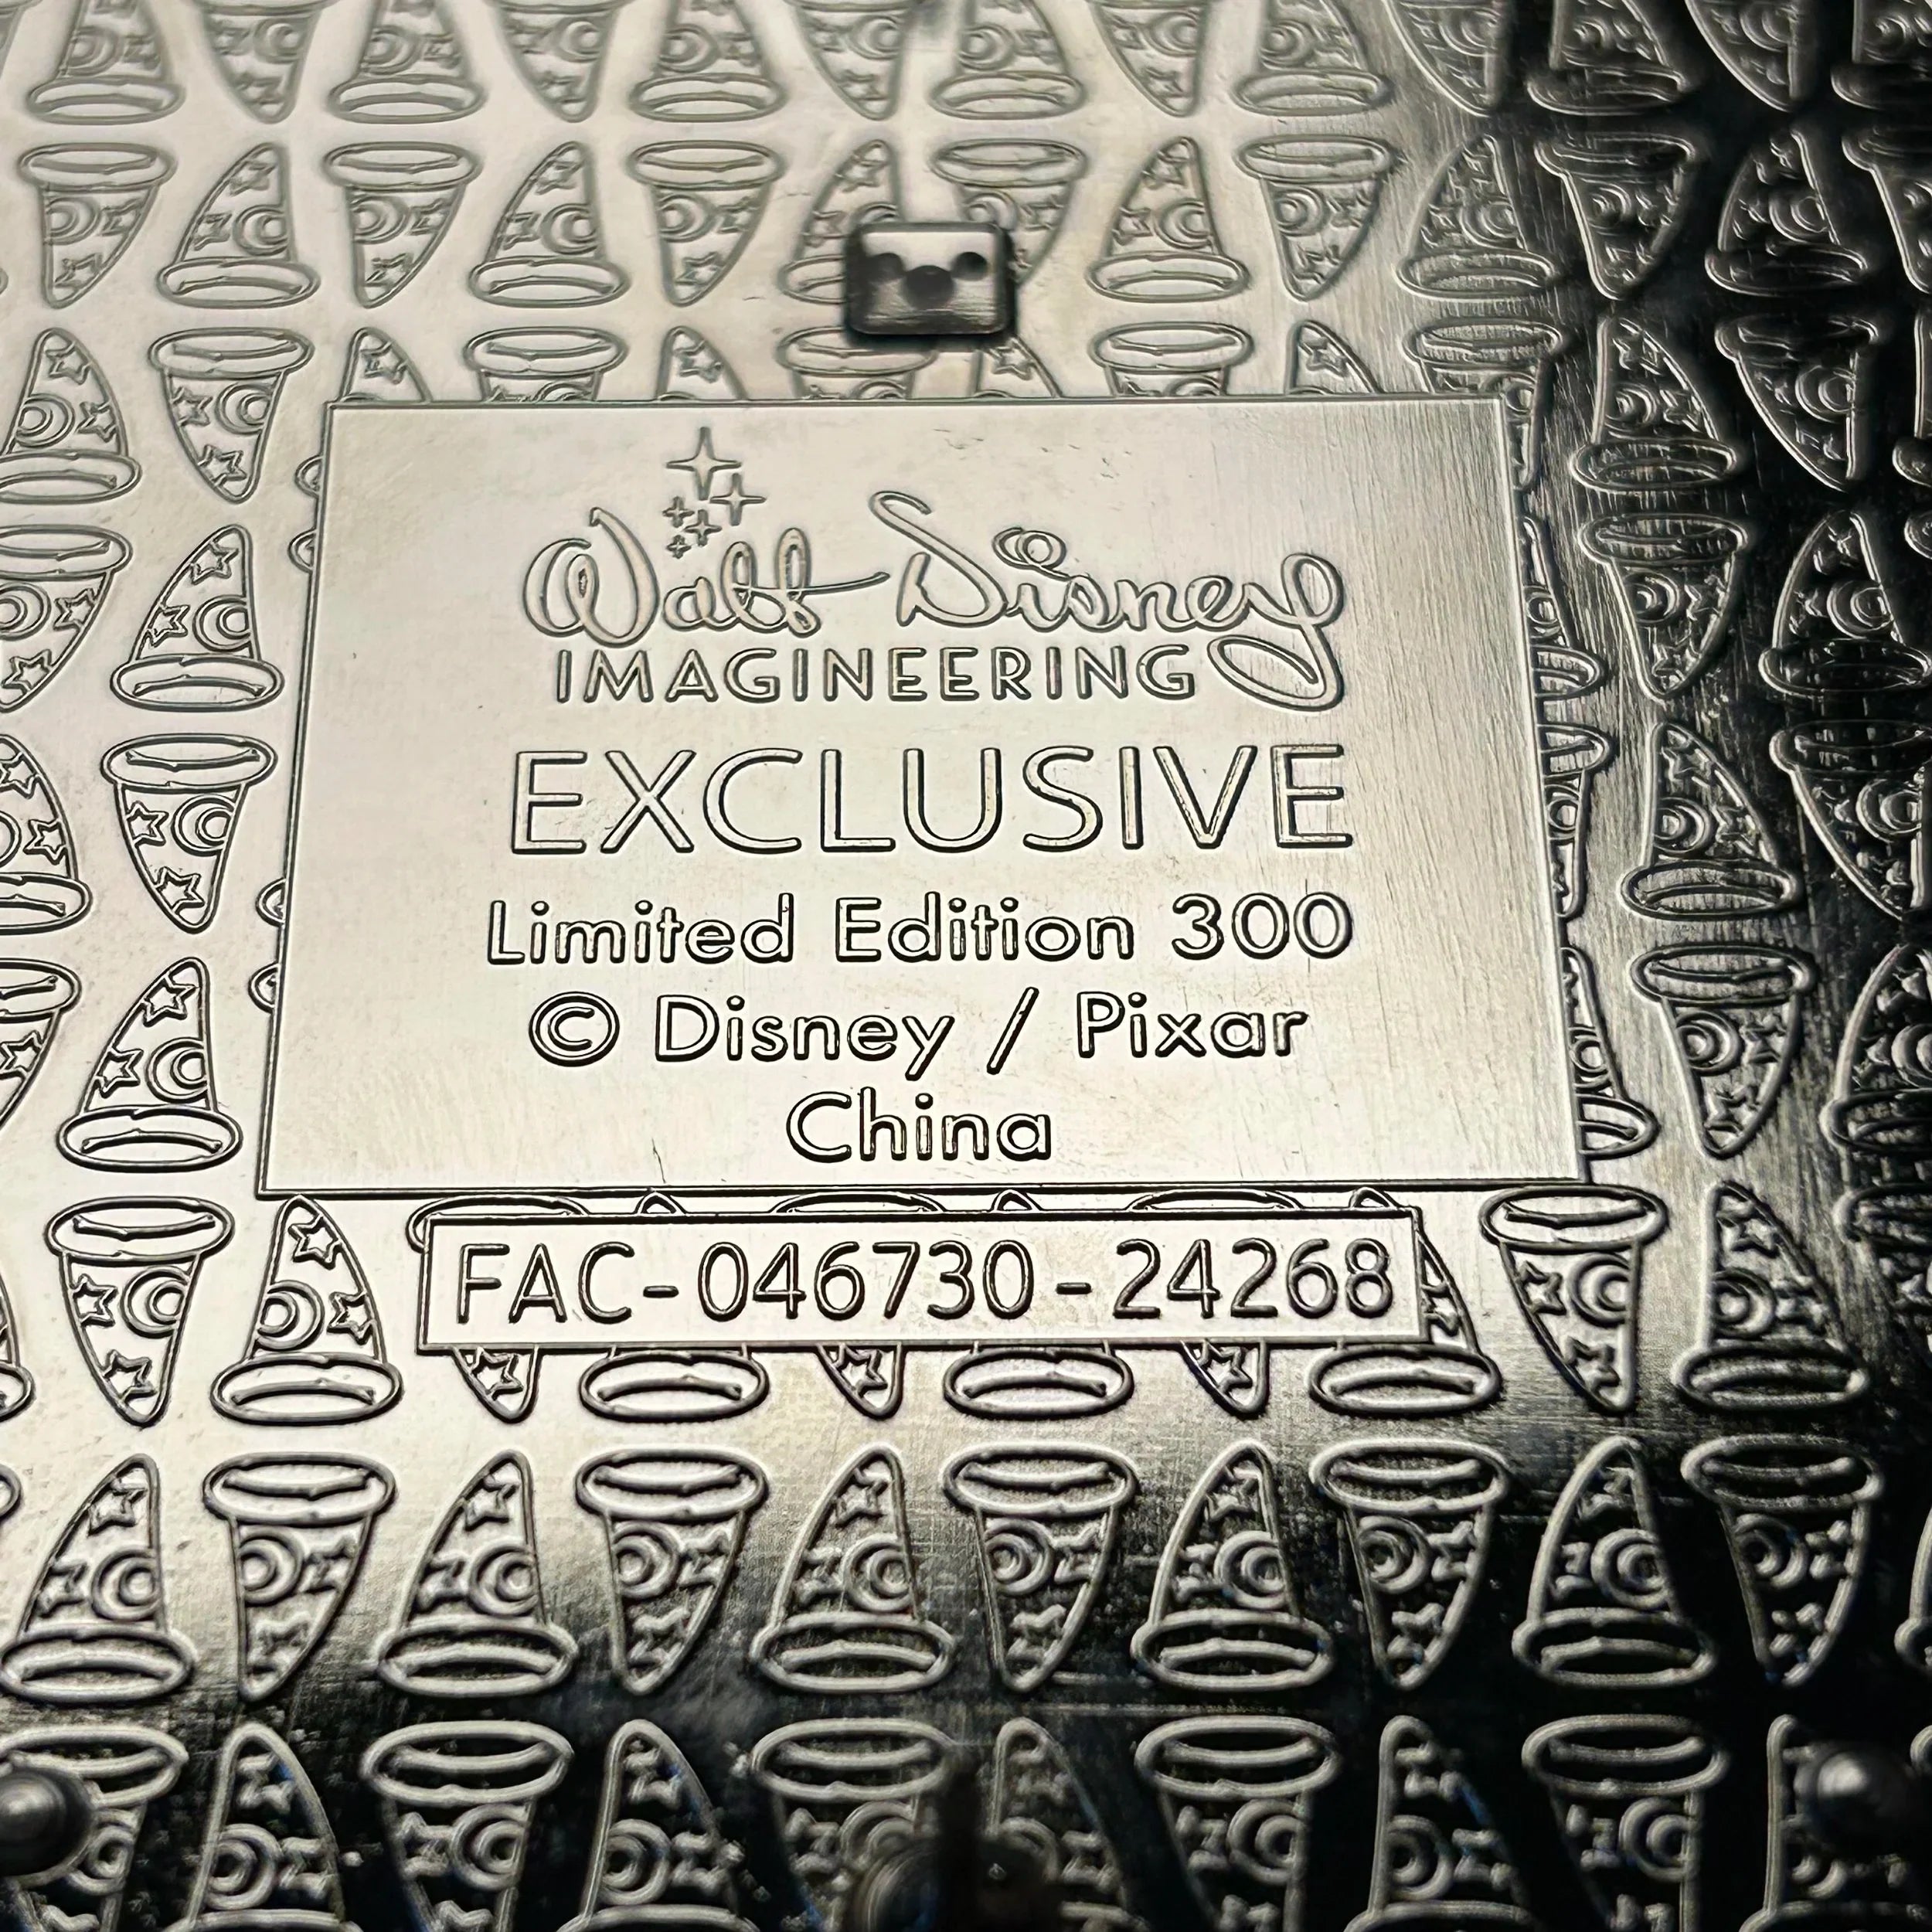 Walt Disney
IMAGINEERING
EXCLUSIVE
Limited Edition 300
© Disney / Pixar
China
FAC-046730-24268